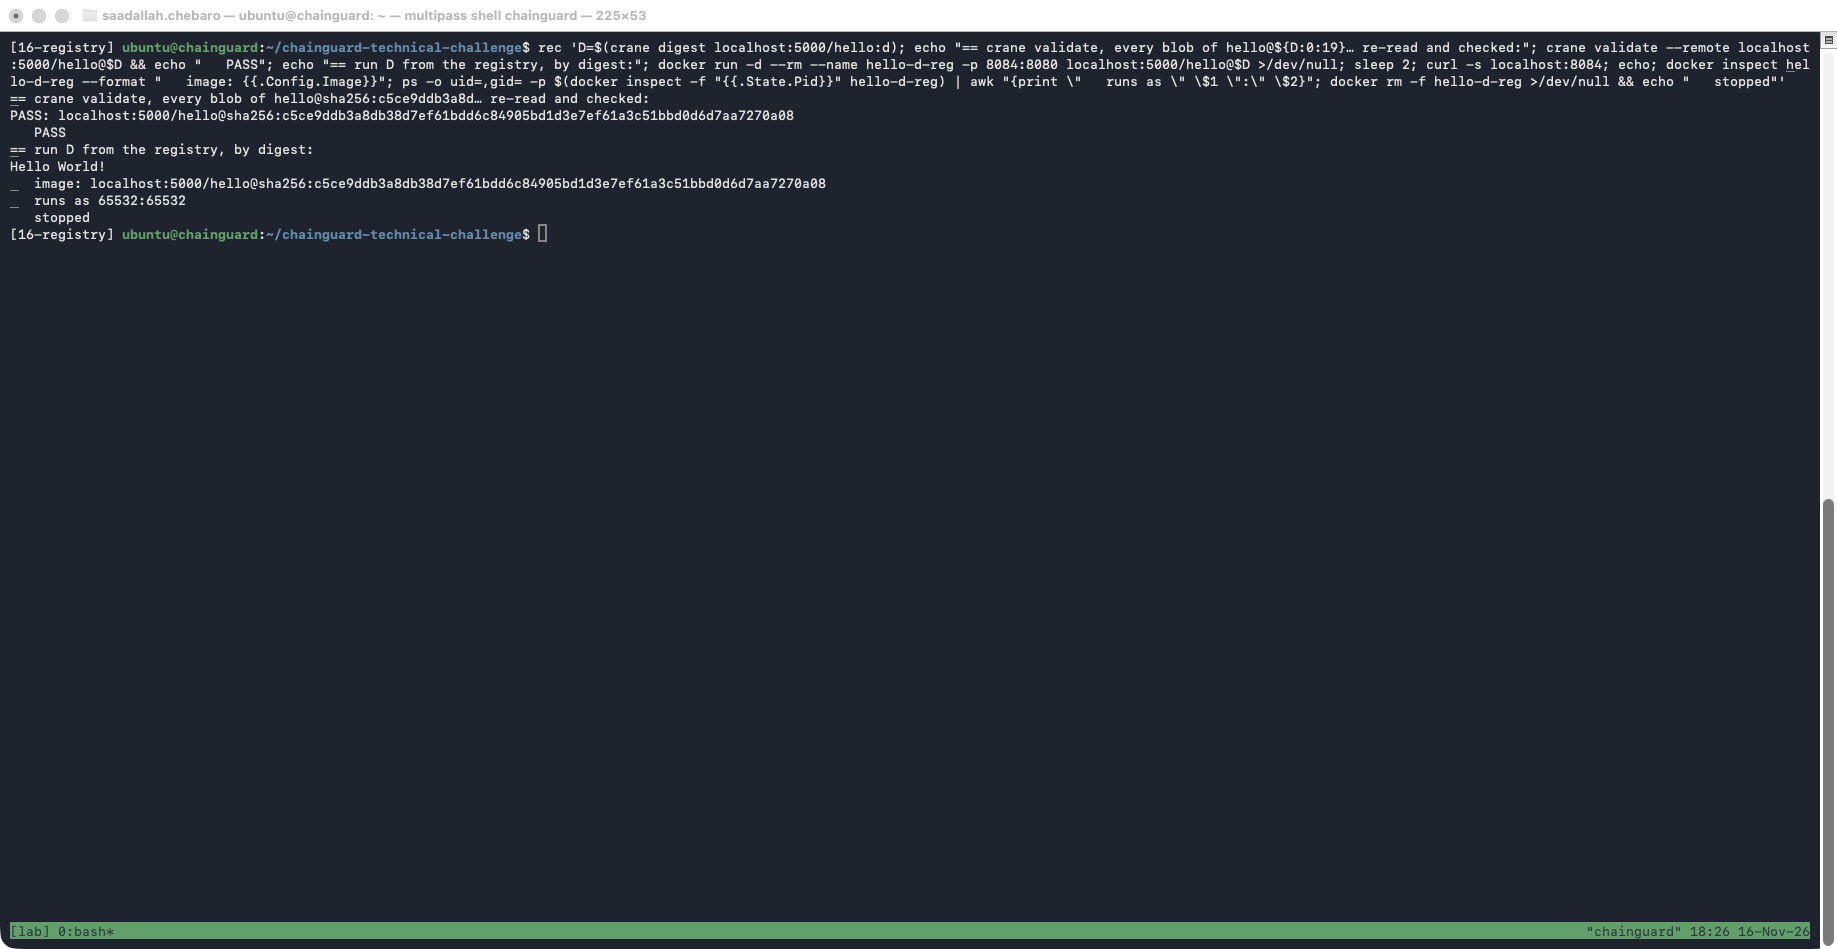 saadallah.chebaro — ubuntu@chainguard: ~ — multipass shell chainguard — 225×53
[16-registry] ubuntu@chainguard:~/chainguard-technical-challenge$ rec 'D=$(crane digest localhost:5000/hello:d); echo "== crane validate, every blob of hello@${D:0:19}… re-read and checked:"; crane validate --remote localhost
:5000/hello@$D && echo "   PASS"; echo "== run D from the registry, by digest:"; docker run -d --rm --name hello-d-reg -p 8084:8080 localhost:5000/hello@$D >/dev/null; sleep 2; curl -s localhost:8084; echo; docker inspect hel
lo-d-reg --format "   image: {{.Config.Image}}"; ps -o uid=,gid= -p $(docker inspect -f "{{.State.Pid}}" hello-d-reg) | awk "{print \"   runs as \" \$1 \":\" \$2}"; docker rm -f hello-d-reg >/dev/null && echo "   stopped"'
== crane validate, every blob of hello@sha256:c5ce9ddb3a8d… re-read and checked:
PASS: localhost:5000/hello@sha256:c5ce9ddb3a8db38d7ef61bdd6c84905bd1d3e7ef61a3c51bbd0d6d7aa7270a08
   PASS
== run D from the registry, by digest:
Hello World!
_  image: localhost:5000/hello@sha256:c5ce9ddb3a8db38d7ef61bdd6c84905bd1d3e7ef61a3c51bbd0d6d7aa7270a08
_  runs as 65532:65532
   stopped
[16-registry] ubuntu@chainguard:~/chainguard-technical-challenge$
[lab] 0:bash* "chainguard" 18:26 16-Nov-26